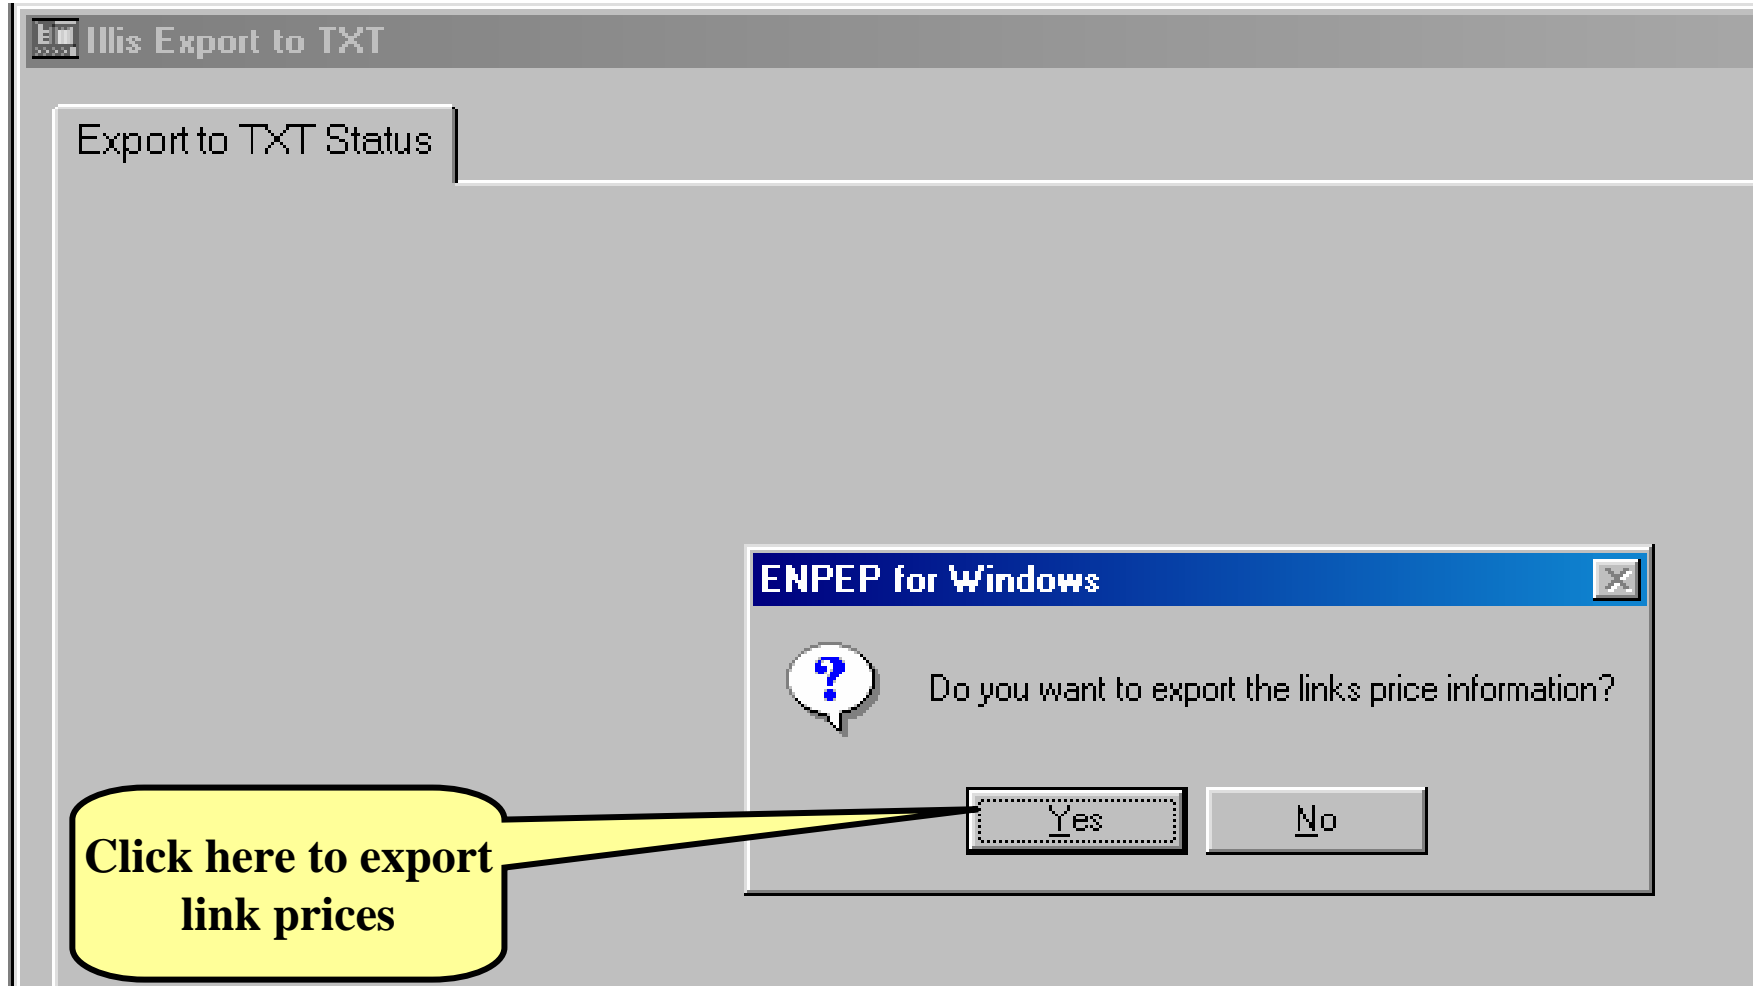 Illis Export to TXT
Export to TXT Status
ENPEP for Windows
Do you want to export the links price information?
Yes
No
Click here to export
link prices